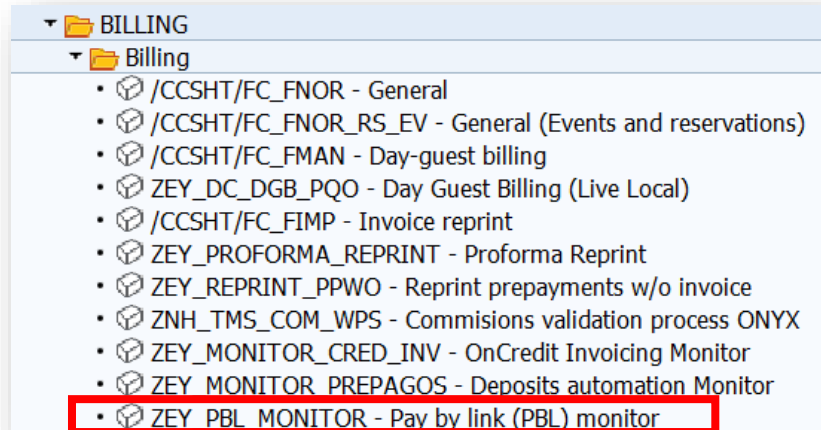 BILLING
Billing
/CCSHT/FC_FNOR - General
/CCSHT/FC_FNOR_RS_EV - General (Events and reservations)
/CCSHT/FC_FMAN - Day-guest billing
ZEY_DC_DGB_PQO - Day Guest Billing (Live Local)
/CCSHT/FC_FIMP - Invoice reprint
ZEY_PROFORMA_REPRINT - Proforma Reprint
ZEY_REPRINT_PPWO - Reprint prepayments w/o invoice
ZNH_TMS_COM_WPS - Commisions validation process ONYX
ZEY_MONITOR_CRED_INV - OnCredit Invoicing Monitor
ZEY_MONITOR_PREPAGOS - Deposits automation Monitor
ZEY_PBL_MONITOR - Pay by link (PBL) monitor